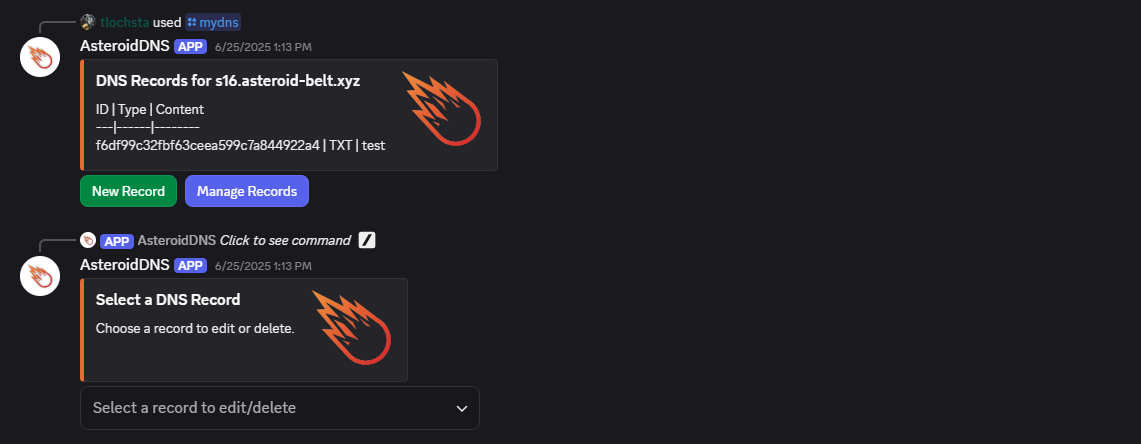 tlochsta used mydns
AsteroidDNS APP 6/25/2025 1:13 PM
DNS Records for s16.asteroid-belt.xyz
ID | Type | Content
---|------|--------
f6df99c32fbf63ceea599c7a844922a4 | TXT | test
New Record Manage Records
APP AsteroidDNS Click to see command /
AsteroidDNS APP 6/25/2025 1:13 PM
Select a DNS Record
Choose a record to edit or delete.
Select a record to edit/delete